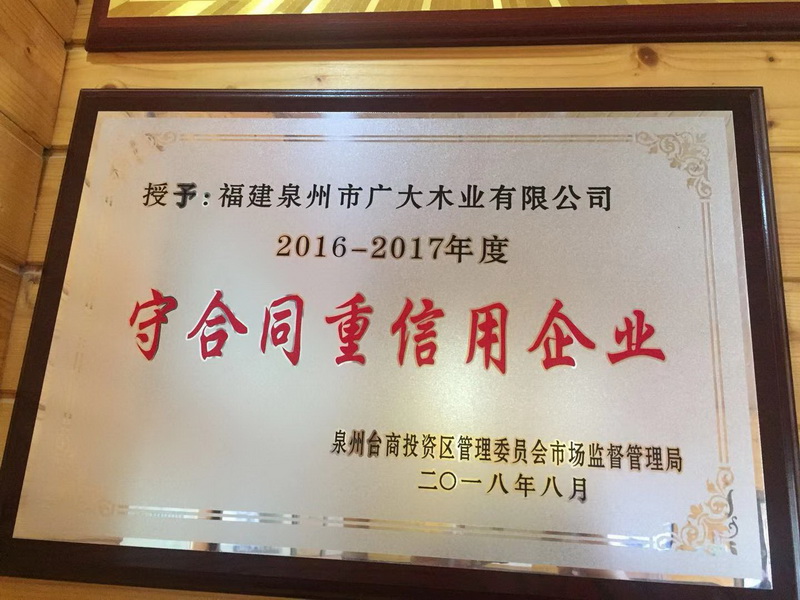 授予:福建泉州市广大木业有限公司
2016-2017年度
守合同重信用企业
泉州台商投资区管理委员会市场监督管理局
二〇一八年八月